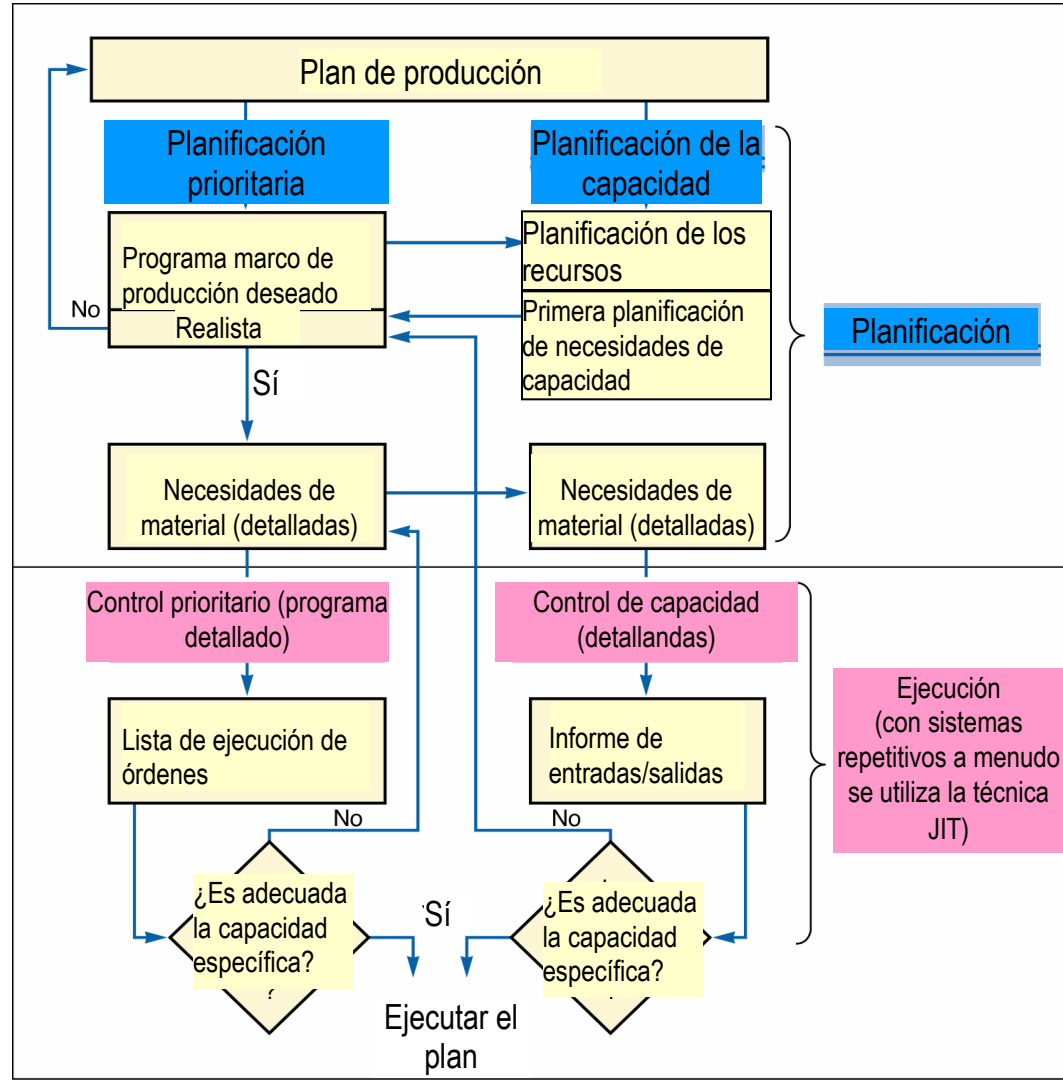 Plan de producción
Planificación
prioritaria
Planificación de la
capacidad
Programa marco de
producción deseado
Realista
Planificación de los
recursos
Primera planificación
de necesidades de
capacidad
No
Sí
Planificación
Necesidades de
material (detalladas)
Necesidades de
material (detalladas)
Control prioritario (programa
detallado)
Control de capacidad
(detallandas)
Lista de ejecución de
órdenes
Informe de
entradas/salidas
Ejecución
(con sistemas
repetitivos a menudo
se utiliza la técnica
JIT)
No
No
¿Es adecuada
la capacidad
específica?
?
Sí
¿Es adecuada
la capacidad
específica?
Ejecutar el
plan